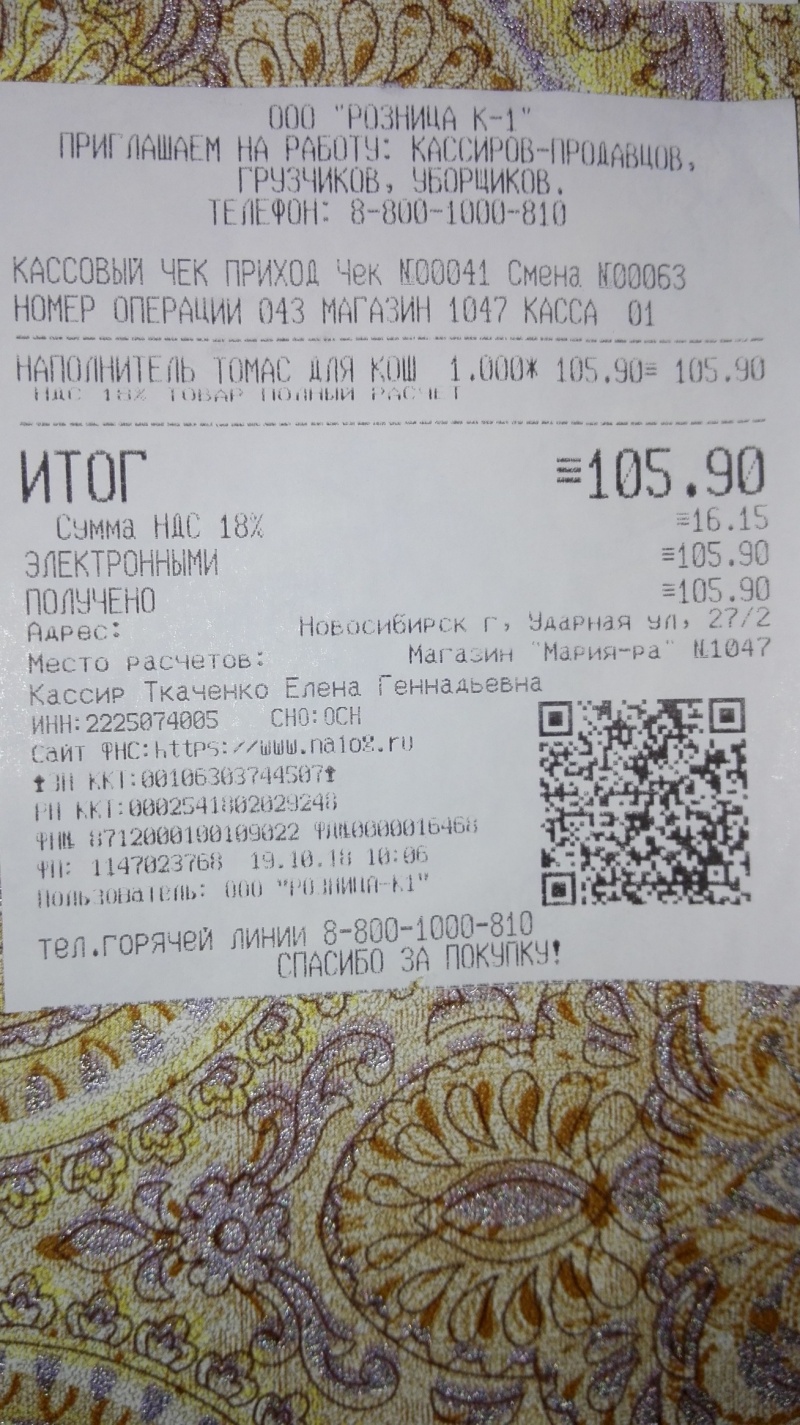 ООО "РОЗНИЦА К-1"
ПРИГЛАШАЕМ НА РАБОТУ: КАССИРОВ-ПРОДАВЦОВ,
ГРУЗЧИКОВ, УБОРЩИКОВ.
ТЕЛЕФОН: 8-800-1000-810
КАССОВЫЙ ЧЕК ПРИХОД Чек №00041 Смена №00063
НОМЕР ОПЕРАЦИИ 043 МАГАЗИН 1047 КАССА 01
НАПОЛНИТЕЛЬ ТОМАС ДЛЯ КОШ 1.000* 105.90≡ 105.90
НДС 18% ТОВАР ПОЛНЫЙ РАСЧЕТ
ИТОГ ≡105.90
Сумма НДС 18% ≡16.15
ЭЛЕКТРОННЫМИ ≡105.90
ПОЛУЧЕНО ≡105.90
Адрес: Новосибирск г, Ударная ул, 27/2
Место расчетов: Магазин "Мария-ра" №1047
Кассир Ткаченко Елена Геннадьевна
ИНН:2225074005 СНО:ОСН
Сайт ФНС:https://www.nalog.ru
ЗН ККТ:00106303744507
РН ККТ:0002541802029248
ФН№ 8712000100109022 ФД№0000016468
ФП: 1147023768 19.10.18 10:06
Пользователь: ООО "РОЗНИЦА-К1"
ТЕЛ.ГОРЯЧЕЙ ЛИНИИ 8-800-1000-810
СПАСИБО ЗА ПОКУПКУ!